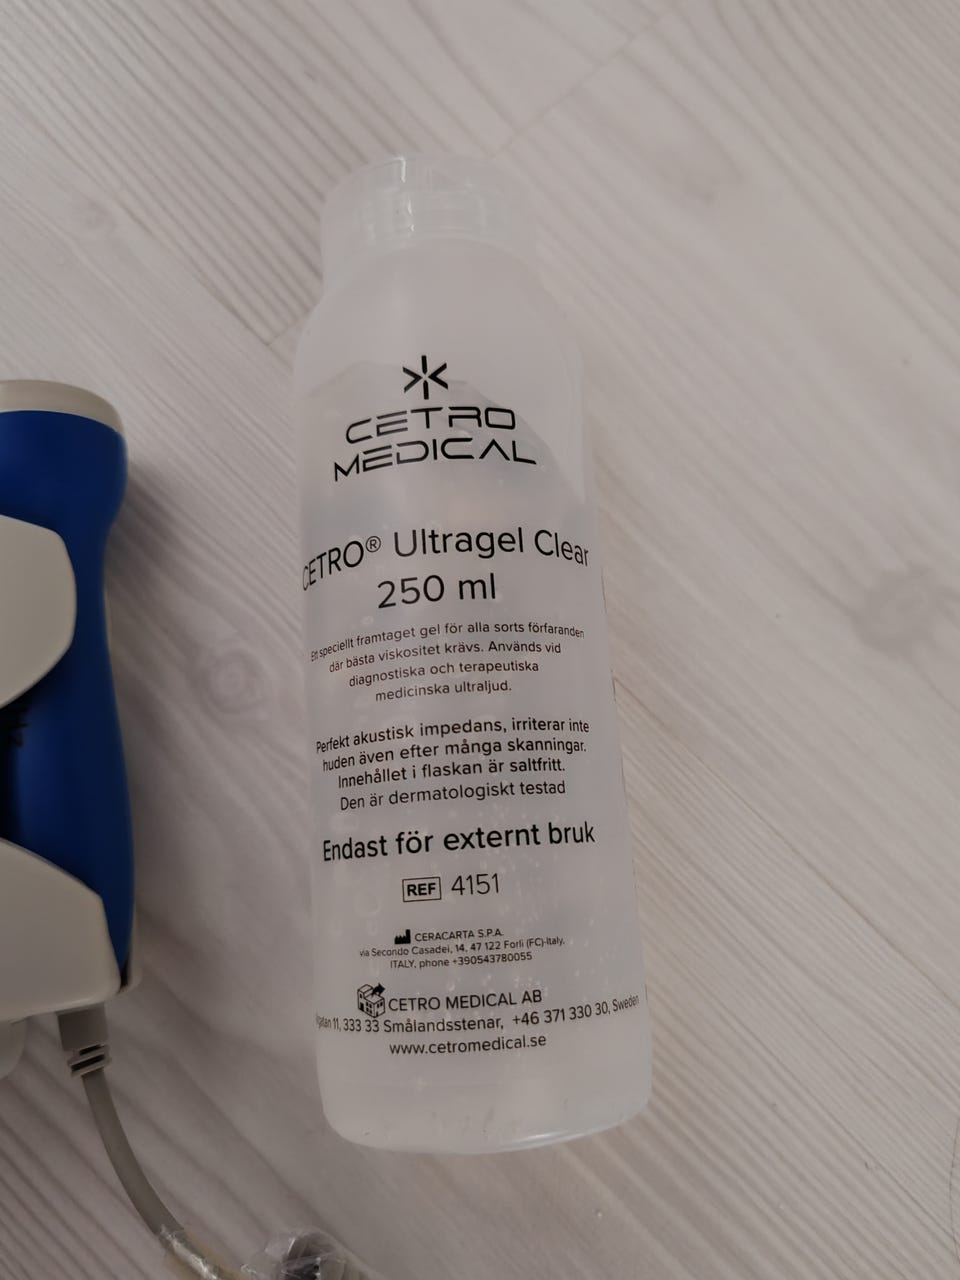 CETRO
MEDICAL
CETRO® Ultragel Clear
250 ml
Ett speciellt framtaget gel för alla sorts förfaranden
där bästa viskositet krävs. Används vid
diagnostiska och terapeutiska
medicinska ultraljud.
Perfekt akustisk impedans, irriterar inte
huden även efter många skanningar.
Innehållet i flaskan är saltfritt.
Den är dermatologiskt testad
Endast för externt bruk
REF 4151
CERACARTA S.P.A.
via Secondo Casadei, 14, 47 122 Forlì (FC)-Italy,
ITALY, phone +390543780055
CETRO MEDICAL AB
11, 333 33 Smålandsstenar, +46 371 330 30, Sweden
www.cetromedical.se